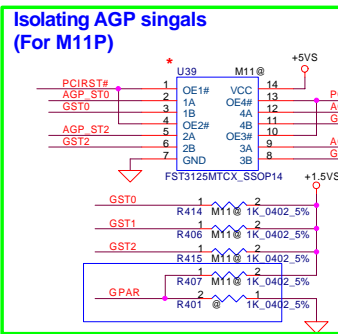 Isolating AGP singals
(For M11P)
*
+5VS
U39 M11@
PCIRST# 1 OE1# VCC 14
AGP_ST0 2 1A OE4# 13
GST0 3 1B 4A 12
4 OE2# 4B 11
AGP_ST2 5 2A OE3# 10
GST2 6 2B 3A 9
7 GND 3B 8
FST3125MTCX_SSOP14
+1.5VS
GST0 1 2
R414 M11@ 1K_0402_5%
GST1 1 2
R406 M11@ 1K_0402_5%
GST2 1 2
R415 M11@ 1K_0402_5%
1 2
R407 M11@ 1K_0402_5%
GPAR 2 1
R401 @ 1K_0402_5%